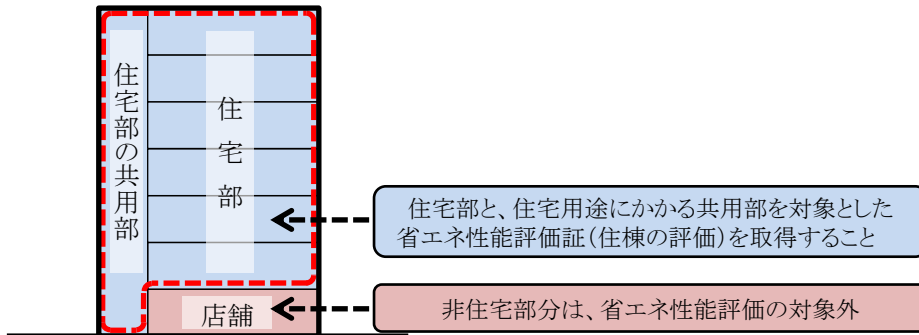 住宅部の共用部
住宅部
住宅部と、住宅用途にかかる共用部を対象とした
省エネ性能評価証(住棟の評価)を取得すること
店舗
非住宅部分は、省エネ性能評価の対象外